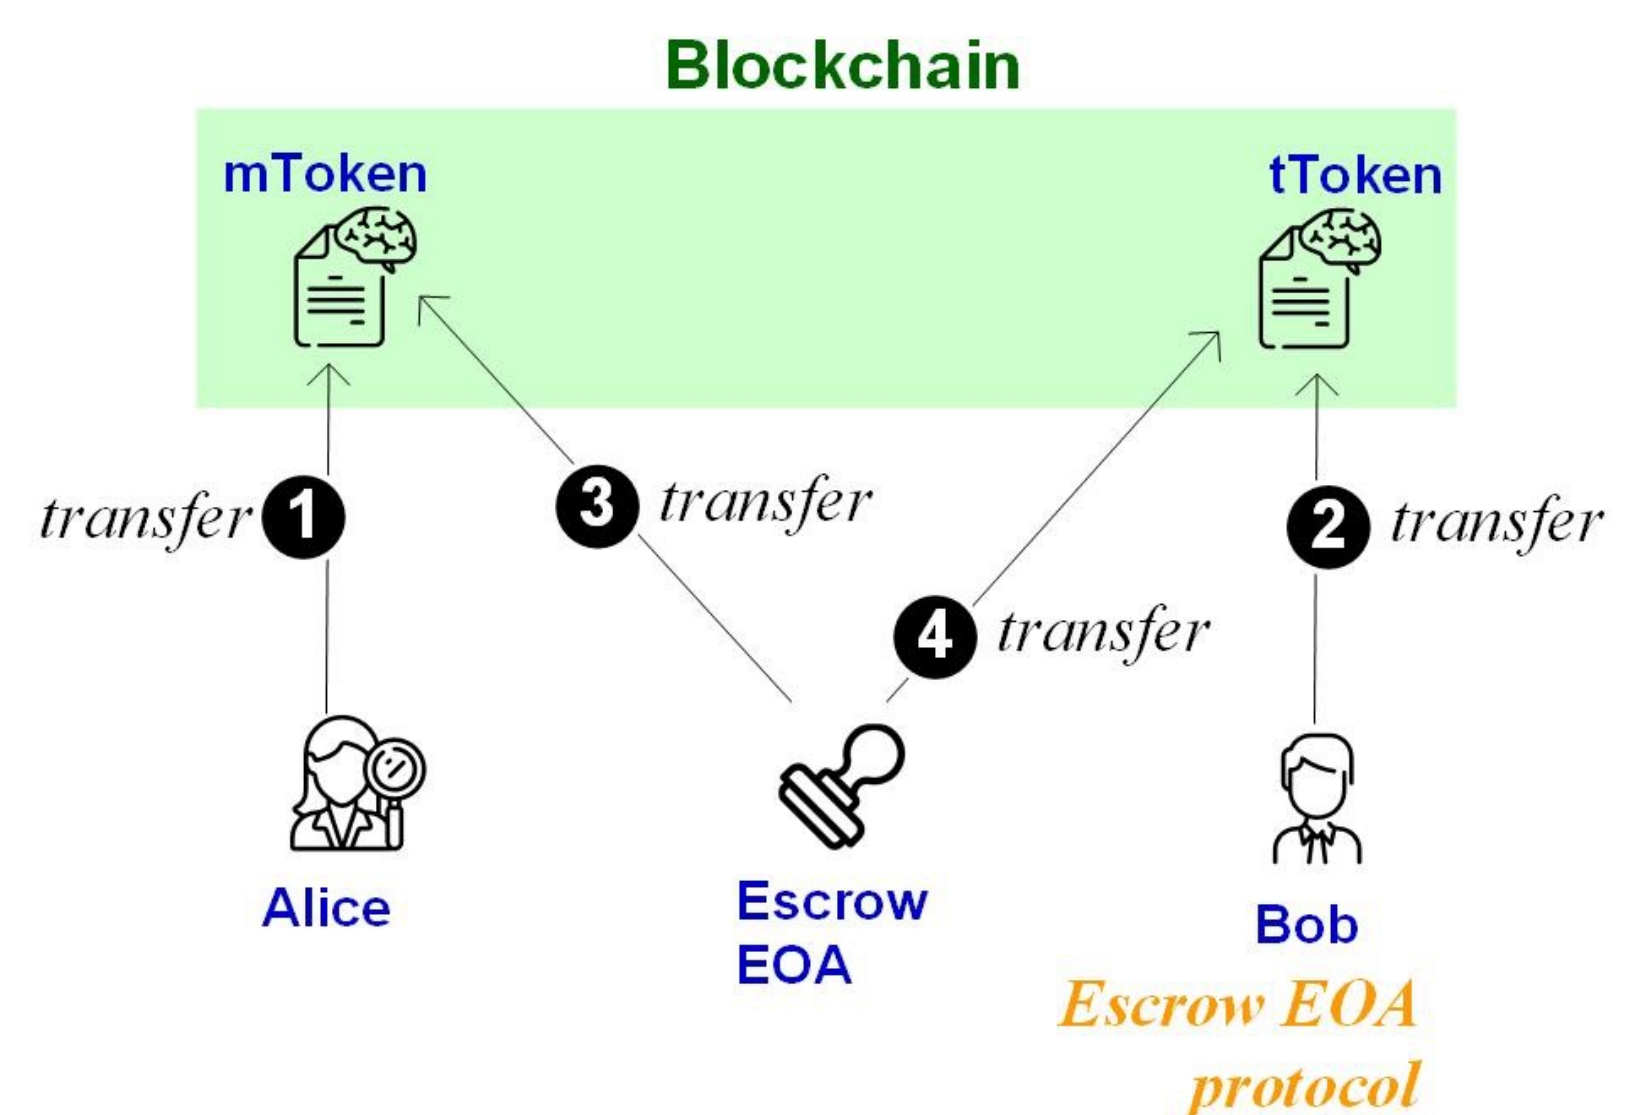 Blockchain
mToken
tToken
transfer 1
3 transfer
2 transfer
4 transfer
Alice
Escrow
EOA
Bob
Escrow EOA
protocol